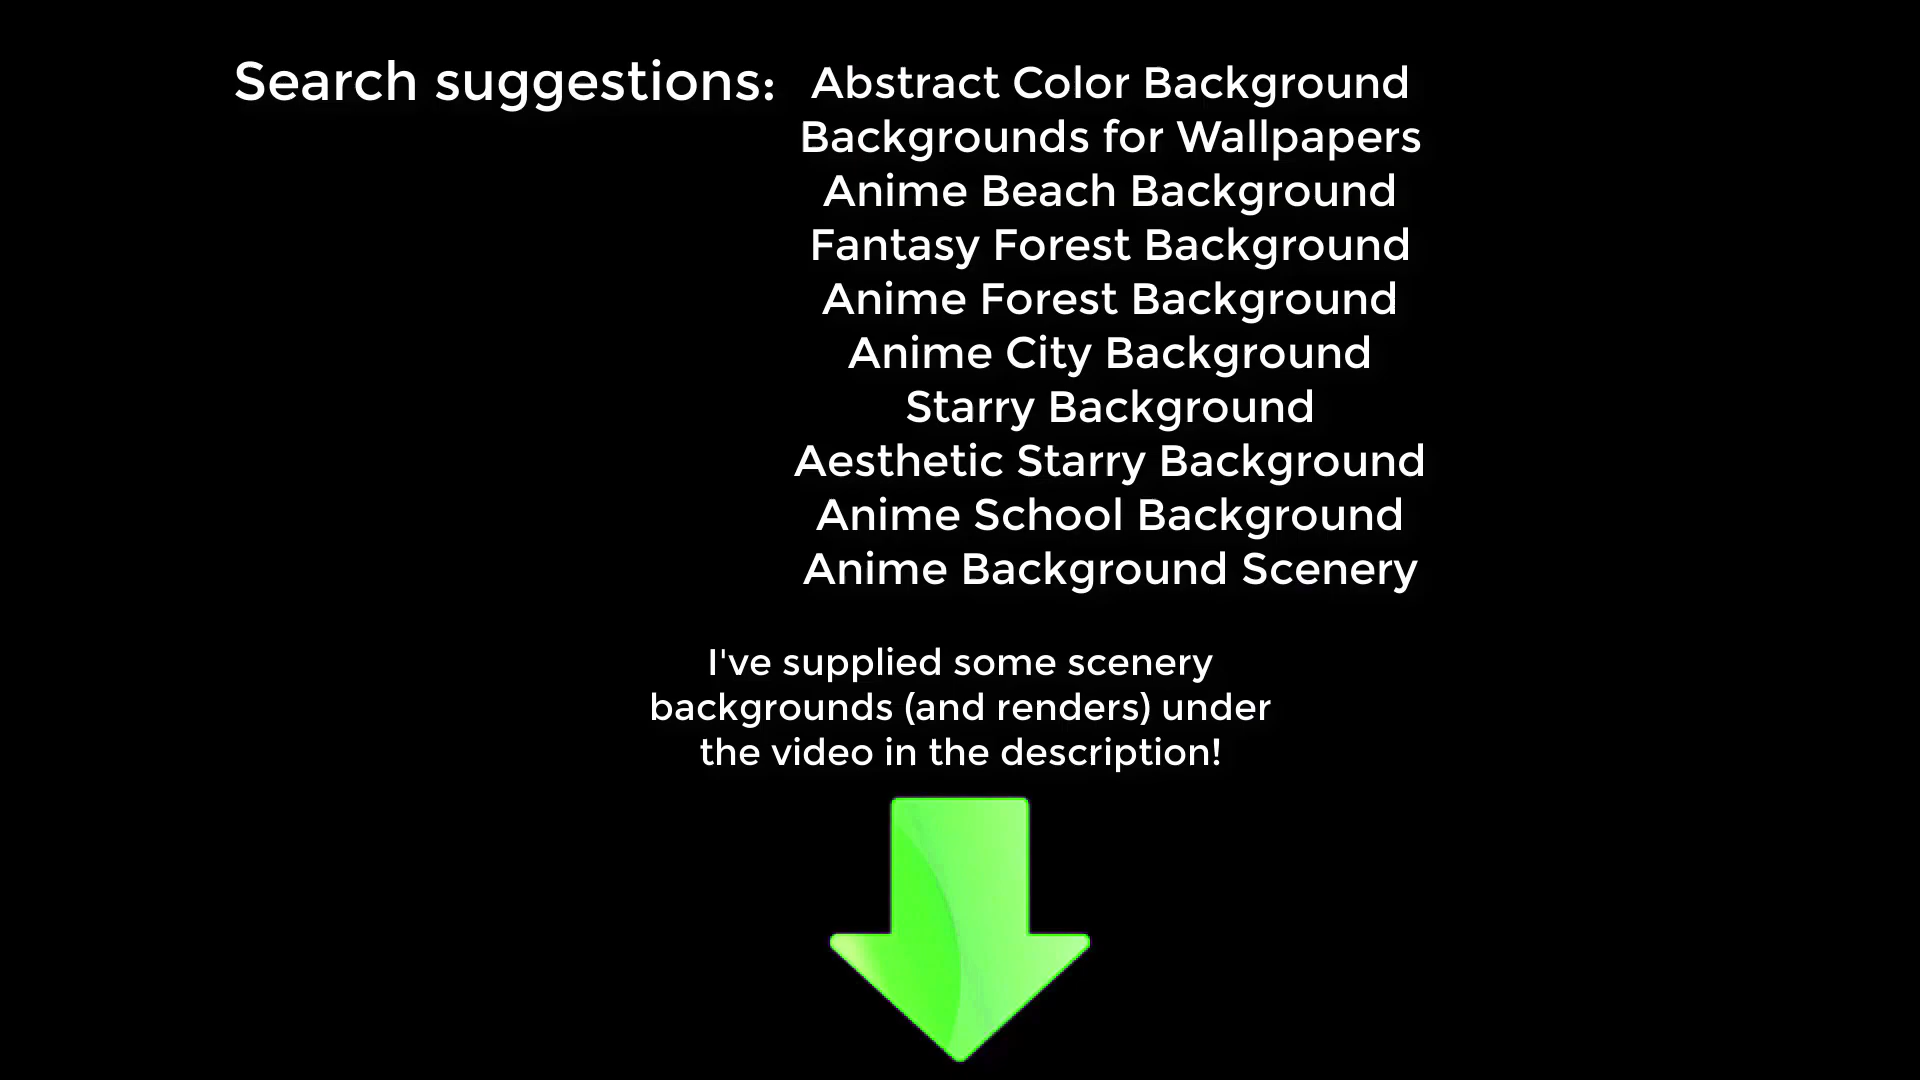 Search suggestions:
Abstract Color Background
Backgrounds for Wallpapers
Anime Beach Background
Fantasy Forest Background
Anime Forest Background
Anime City Background
Starry Background
Aesthetic Starry Background
Anime School Background
Anime Background Scenery
I've supplied some scenery
backgrounds (and renders) under
the video in the description!